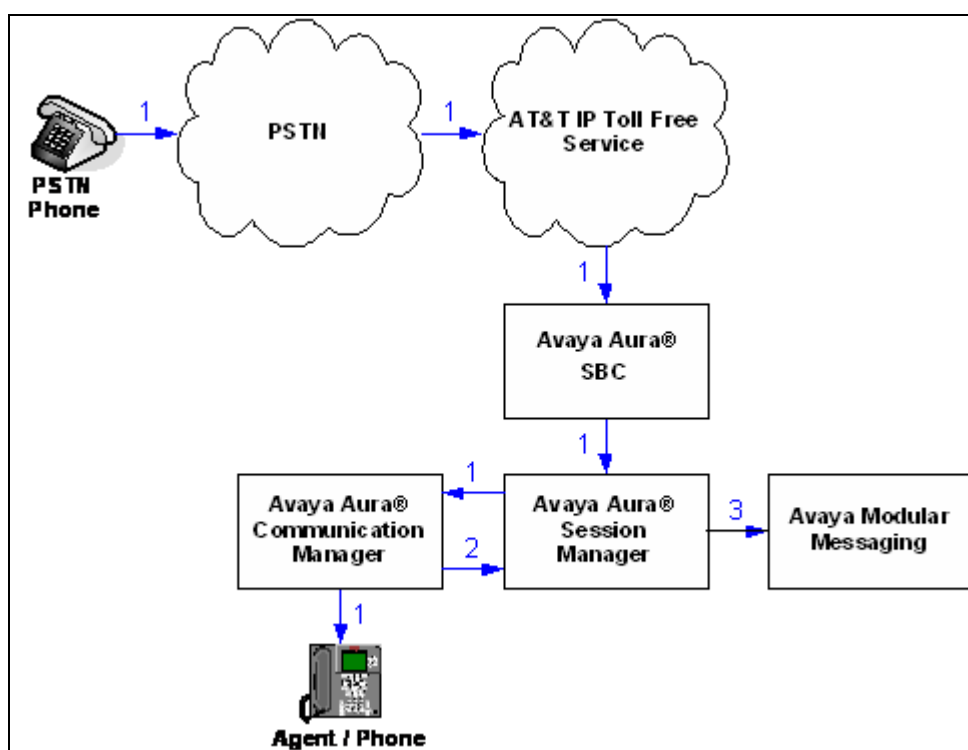 1
1
PSTN
AT&T IP Toll Free
Service
PSTN
Phone
1
Avaya Aura®
SBC
1
1
Avaya Aura®
Communication
Manager
2
Avaya Aura®
Session
Manager
3
Avaya Modular
Messaging
1
Agent / Phone